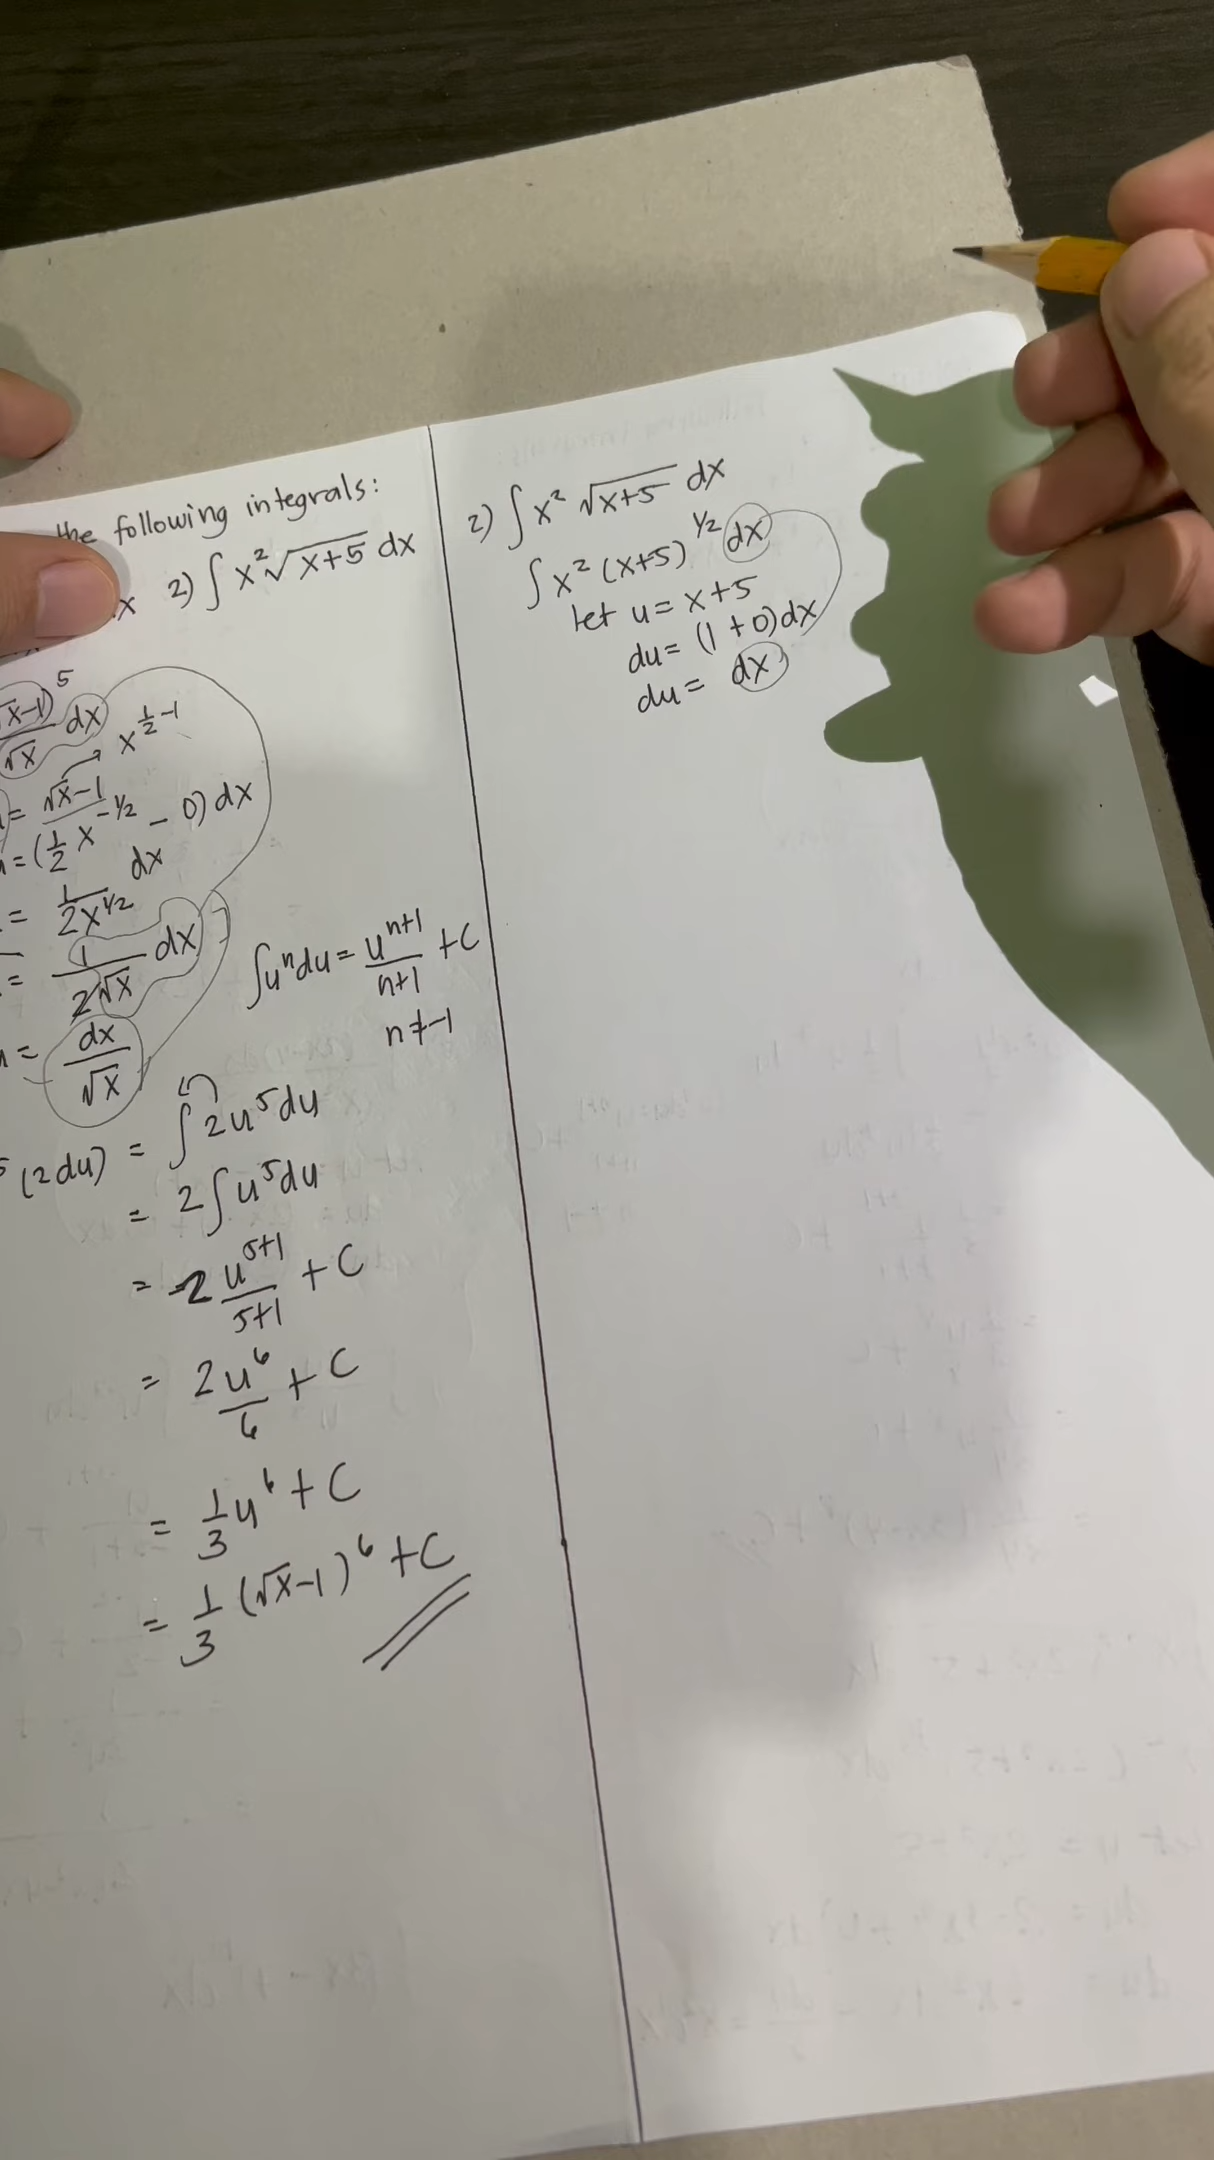 the following integrals:
x 2) ∫ x² √(x+5) dx
√x-1)⁵
√x dx
x^(1/2 -1)
= √x-1
= (1/2 x^-1/2 - 0) dx
= 1/2x^1/2 dx
= 1/2√x dx
= dx/√x
∫uⁿdu = u^(n+1)/n+1 + C
n ≠ -1
(2du) = ∫ 2u⁵du
= 2∫u⁵du
= 2 u^(5+1)/5+1 + C
= 2u⁶/6 + C
= 1/3 u⁶ + C
= 1/3 (√x-1)⁶ + C
2) ∫ x² √(x+5) dx
∫ x² (x+5)^1/2 dx
let u = x+5
du = (1+0)dx
du = dx